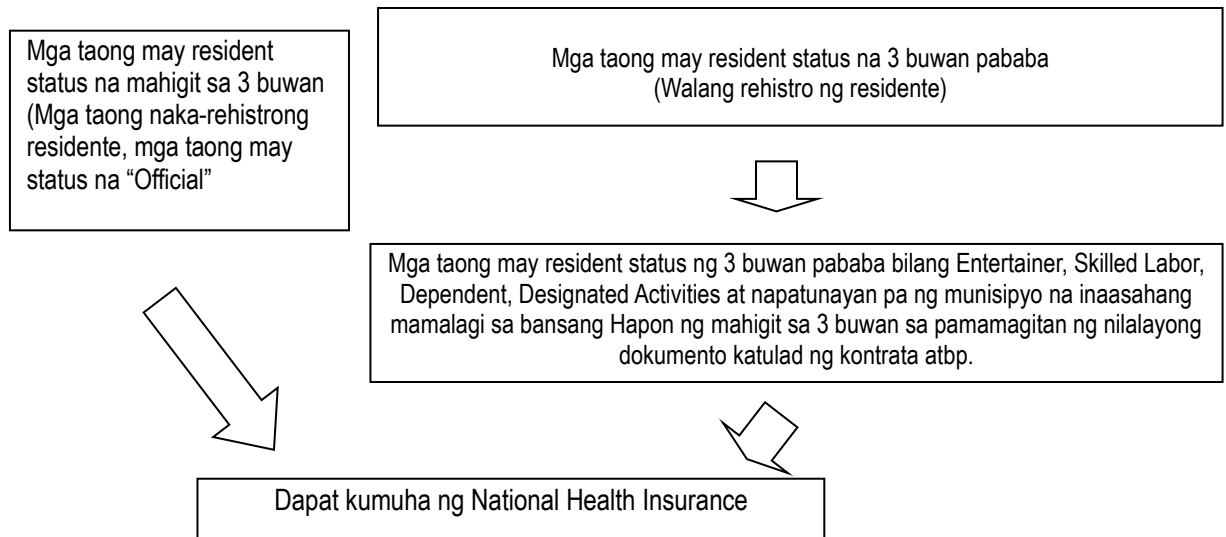 Mga taong may resident
status na mahigit sa 3 buwan
(Mga taong naka-rehistrong
residente, mga taong may
status na “Official”
Mga taong may resident status na 3 buwan pababa
(Walang rehistro ng residente)
Mga taong may resident status ng 3 buwan pababa bilang Entertainer, Skilled Labor,
Dependent, Designated Activities at napatunayan pa ng munisipyo na inaasahang
mamalagi sa bansang Hapon ng mahigit sa 3 buwan sa pamamagitan ng nilalayong
dokumento katulad ng kontrata atbp.
Dapat kumuha ng National Health Insurance